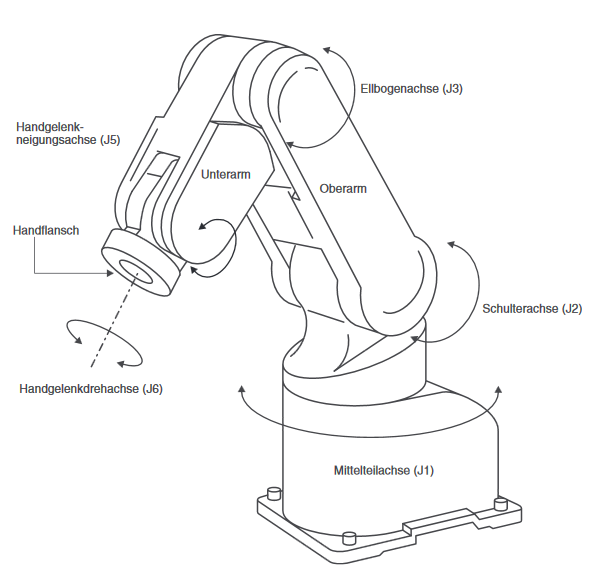 Ellbogenachse (J3)
Handgelenk-
neigungsachse (J5)
Unterarm
Oberarm
Handflansch
Schulterachse (J2)
Handgelenkdrehachse (J6)
Mittelteilachse (J1)